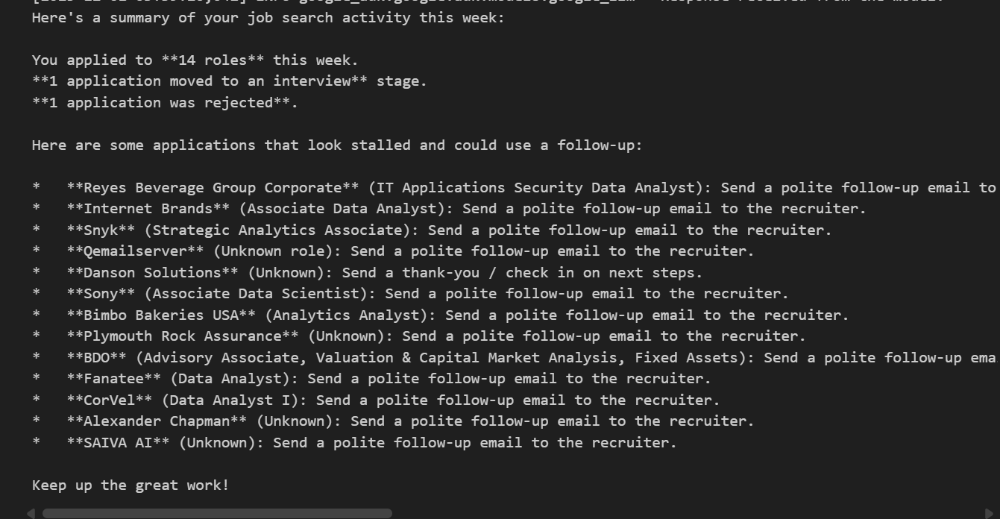 Here's a summary of your job search activity this week:
You applied to **14 roles** this week.
**1 application moved to an interview** stage.
**1 application was rejected**.
Here are some applications that look stalled and could use a follow-up:
*   **Reyes Beverage Group Corporate** (IT Applications Security Data Analyst): Send a polite follow-up email to
*   **Internet Brands** (Associate Data Analyst): Send a polite follow-up email to the recruiter.
*   **Snyk** (Strategic Analytics Associate): Send a polite follow-up email to the recruiter.
*   **Qemailserver** (Unknown role): Send a polite follow-up email to the recruiter.
*   **Danson Solutions** (Unknown): Send a thank-you / check in on next steps.
*   **Sony** (Associate Data Scientist): Send a polite follow-up email to the recruiter.
*   **Bimbo Bakeries USA** (Analytics Analyst): Send a polite follow-up email to the recruiter.
*   **Plymouth Rock Assurance** (Unknown): Send a polite follow-up email to the recruiter.
*   **BDO** (Advisory Associate, Valuation & Capital Market Analysis, Fixed Assets): Send a polite follow-up ema
*   **Fanatee** (Data Analyst): Send a polite follow-up email to the recruiter.
*   **CorVel** (Data Analyst I): Send a polite follow-up email to the recruiter.
*   **Alexander Chapman** (Unknown): Send a polite follow-up email to the recruiter.
*   **SAIVA AI** (Unknown): Send a polite follow-up email to the recruiter.
Keep up the great work!